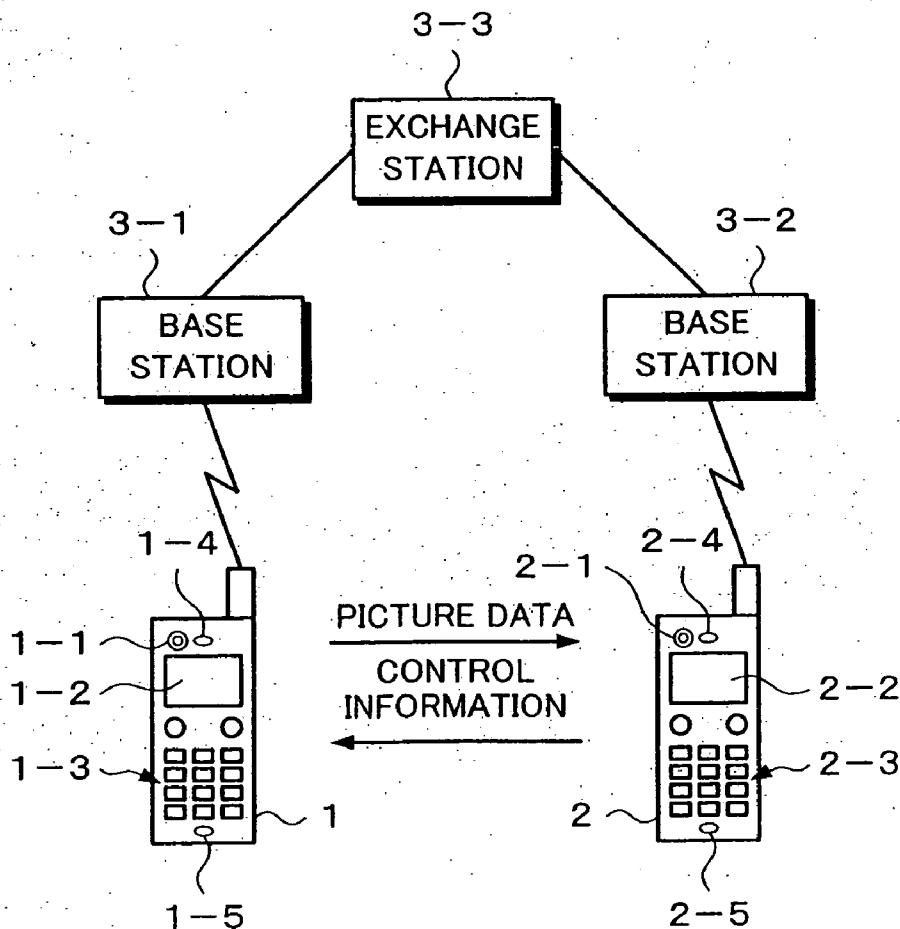 3-3
EXCHANGE
STATION
3-1
3-2
BASE
STATION
BASE
STATION
1-4
2-4
2-1
PICTURE DATA
1-1
CONTROL
INFORMATION
1-2
2-2
1-3
2-3
1
2
1-5
2-5